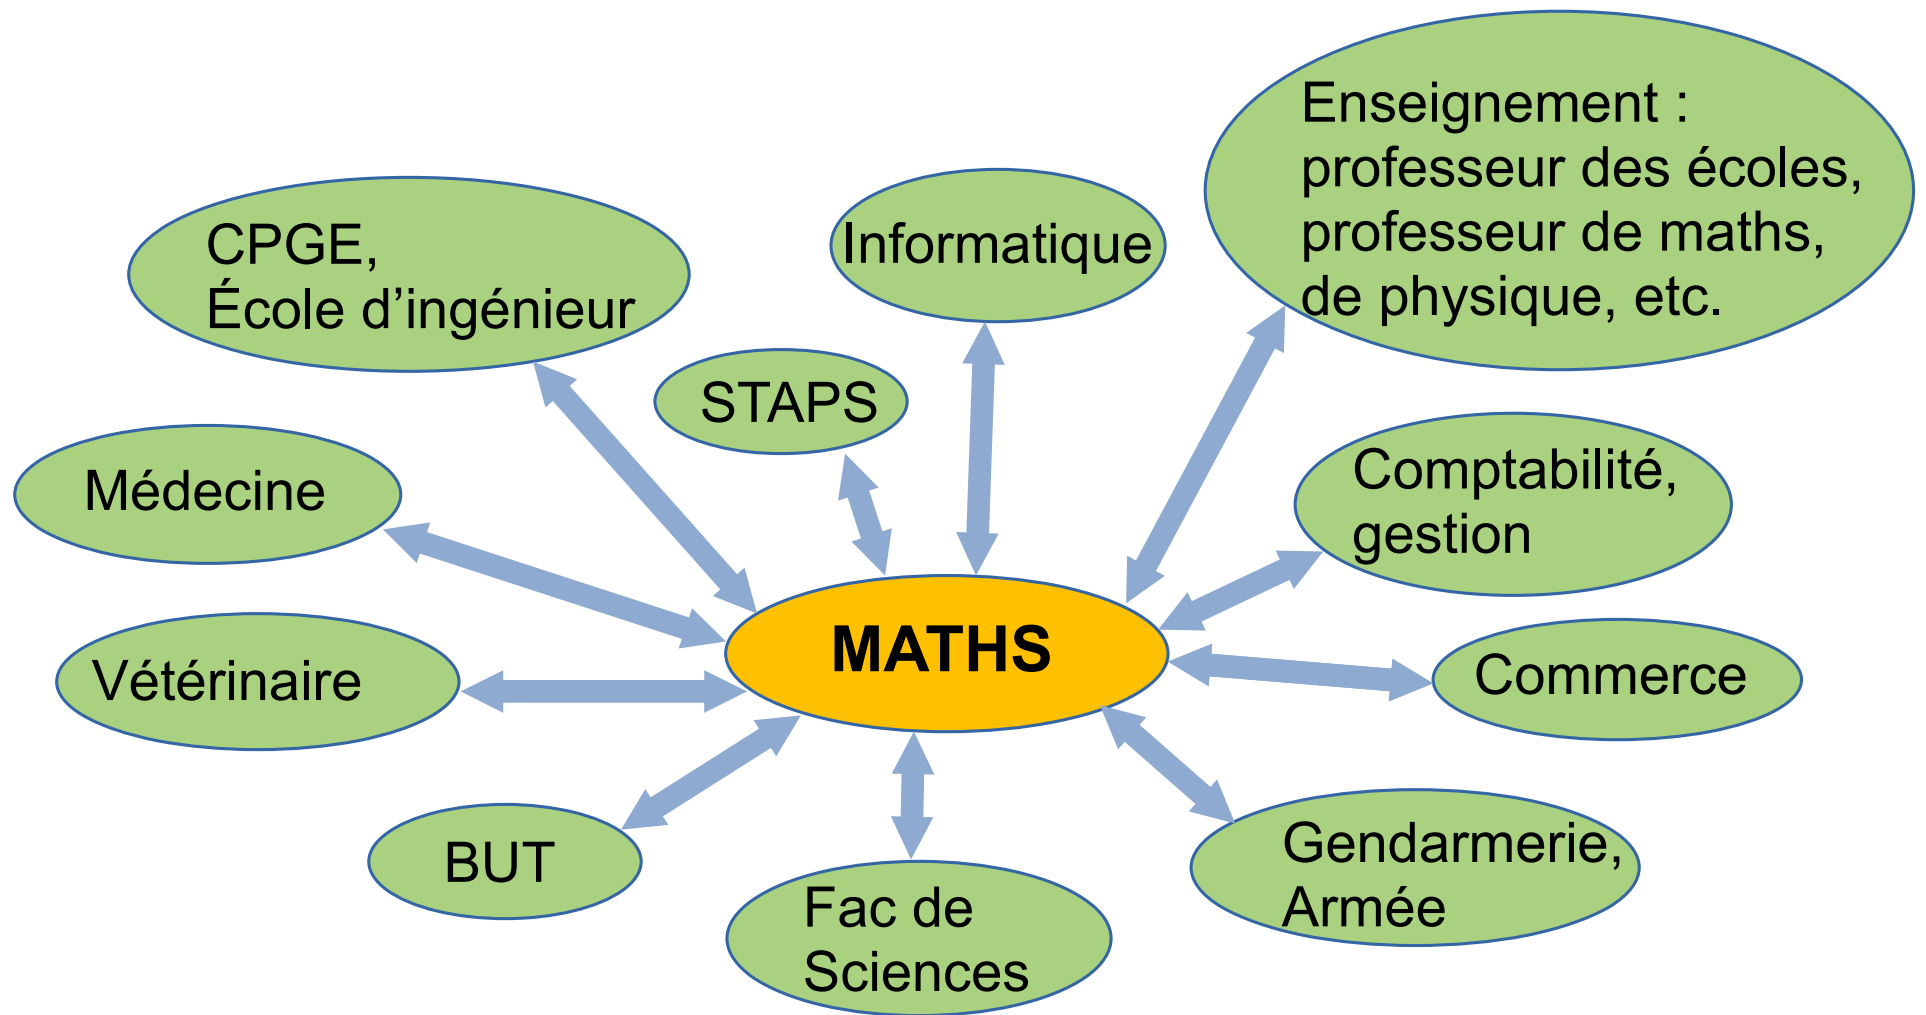 Enseignement :
professeur des écoles,
professeur de maths,
de physique, etc.
CPGE,
École d’ingénieur
Informatique
STAPS
Médecine
Comptabilité,
gestion
MATHS
Vétérinaire
Commerce
BUT
Gendarmerie,
Armée
Fac de
Sciences